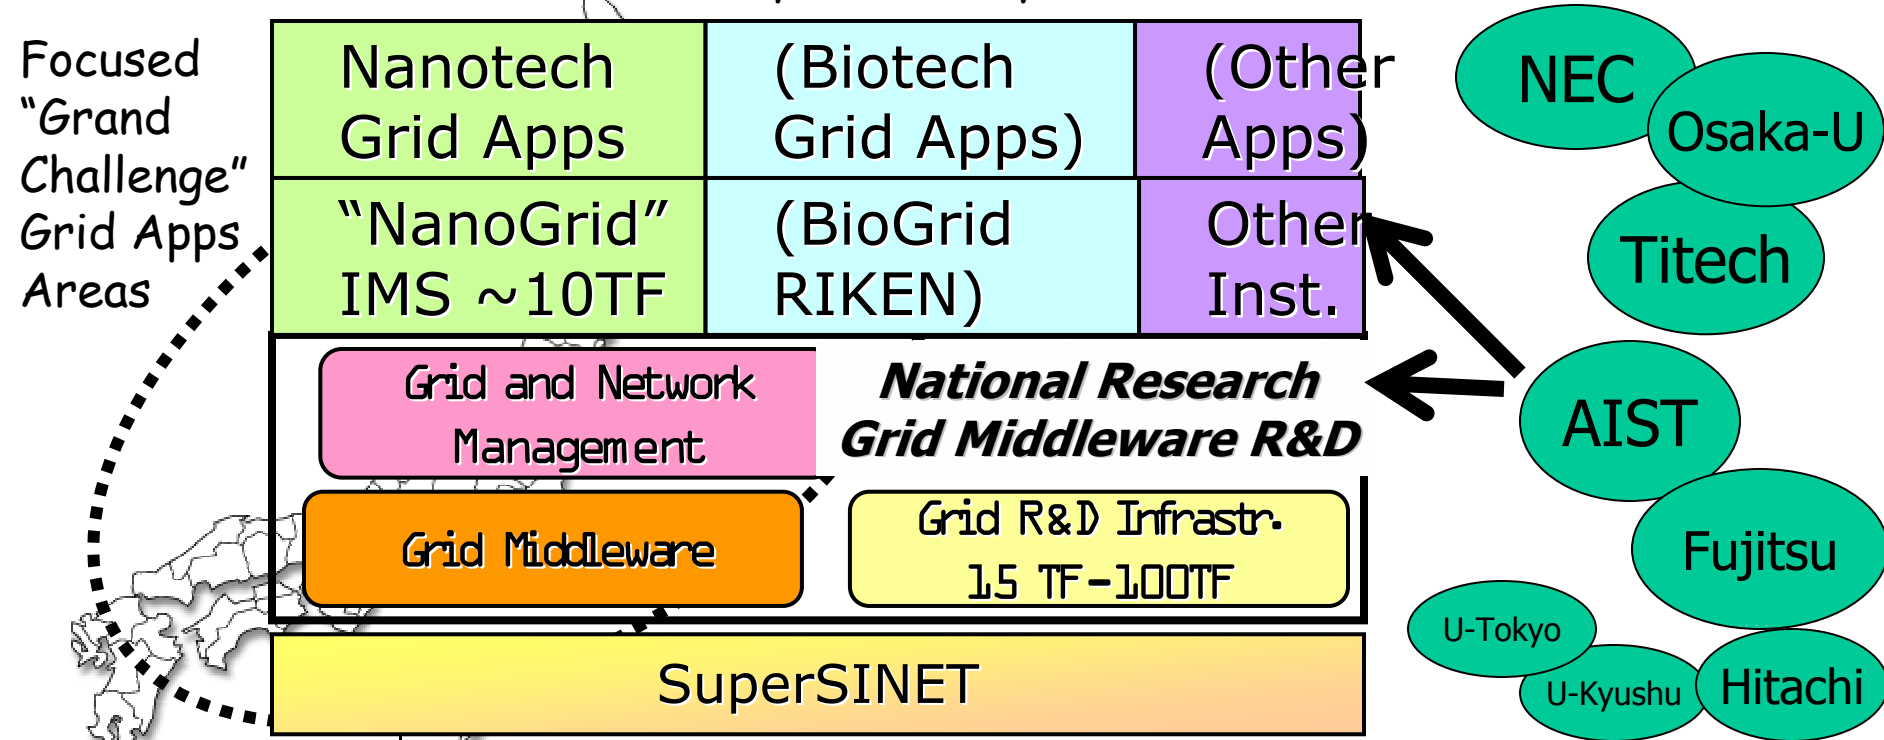 Focused
“Grand
Challenge”
Grid Apps
Areas
Nanotech
Grid Apps
(Biotech
Grid Apps)
(Other
Apps)
“NanoGrid”
IMS ~10TF
(BioGrid
RIKEN)
Other
Inst.
Grid and Network
Management
National Research
Grid Middleware R&D
Grid Middleware
Grid R&D Infrastr.
15 TF-100TF
SuperSINET
NEC
Osaka-U
Titech
AIST
Fujitsu
U-Tokyo
U-Kyushu
Hitachi